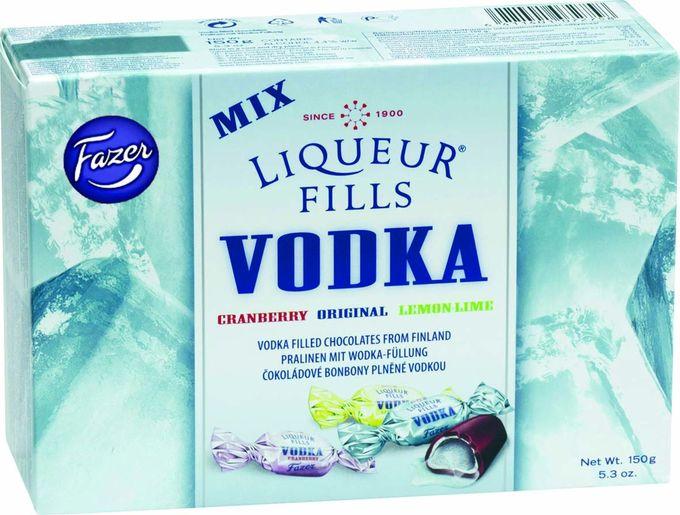 Fazer
MIX
SINCE 1900
LIQUEUR®
FILLS
VODKA
CRANBERRY ORIGINAL LEMON-LIME
VODKA FILLED CHOCOLATES FROM FINLAND
PRALINEN MIT WODKA-FÜLLUNG
ČOKOLÁDOVÉ BONBONY PLNĚNÉ VODKOU
LIQUEUR
FILLS
VODKA
CRANBERRY
Fazer
VODKA
Fazer
Net Wt. 150g
5.3 oz.